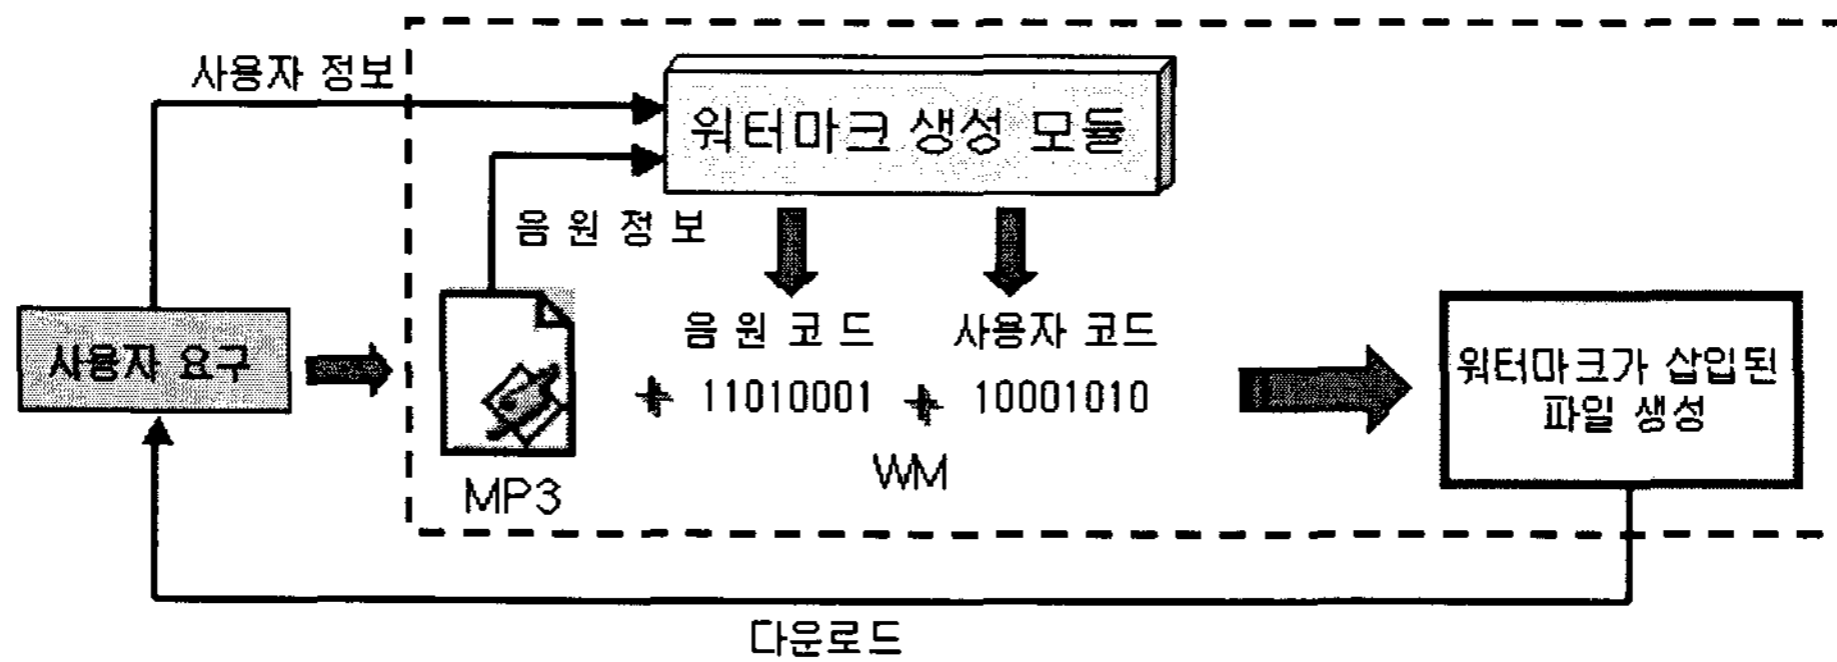 사용자 정보
워터마크 생성 모듈
음원정보
음원코드 사용자 코드
사용자 요구
11010001 10001010
워터마크가 삽입된
파일 생성
WM
MP3
다운로드